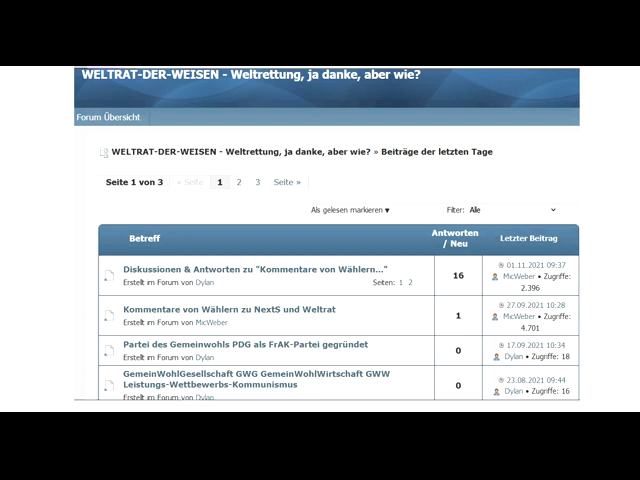 WELTRAT-DER-WEISEN - Weltrettung, ja danke, aber wie?
Forum Übersicht
WELTRAT-DER-WEISEN - Weltrettung, ja danke, aber wie? » Beiträge der letzten Tage
Seite 1 von 3 « Seite 1 2 3 Seite »
Als gelesen markieren ▾ Filter: Alle
Betreff Antworten / Neu Letzter Beitrag
Diskussionen & Antworten zu "Kommentare von Wählern..."
Erstellt im Forum von Dylan Seiten: 1 2
16
01.11.2021 09:37
MicWeber • Zugriffe:
2.396
Kommentare von Wählern zu NextS und Weltrat
Erstellt im Forum von MicWeber
1
27.09.2021 10:28
MicWeber • Zugriffe:
4.701
Partei des Gemeinwohls PDG als FrAK-Partei gegründet
Erstellt im Forum von Dylan
0
17.09.2021 10:34
Dylan • Zugriffe: 18
GemeinWohlGesellschaft GWG GemeinWohlWirtschaft GWW
Leistungs-Wettbewerbs-Kommunismus
Erstellt im Forum von Dylan
0
23.08.2021 09:44
Dylan • Zugriffe: 16